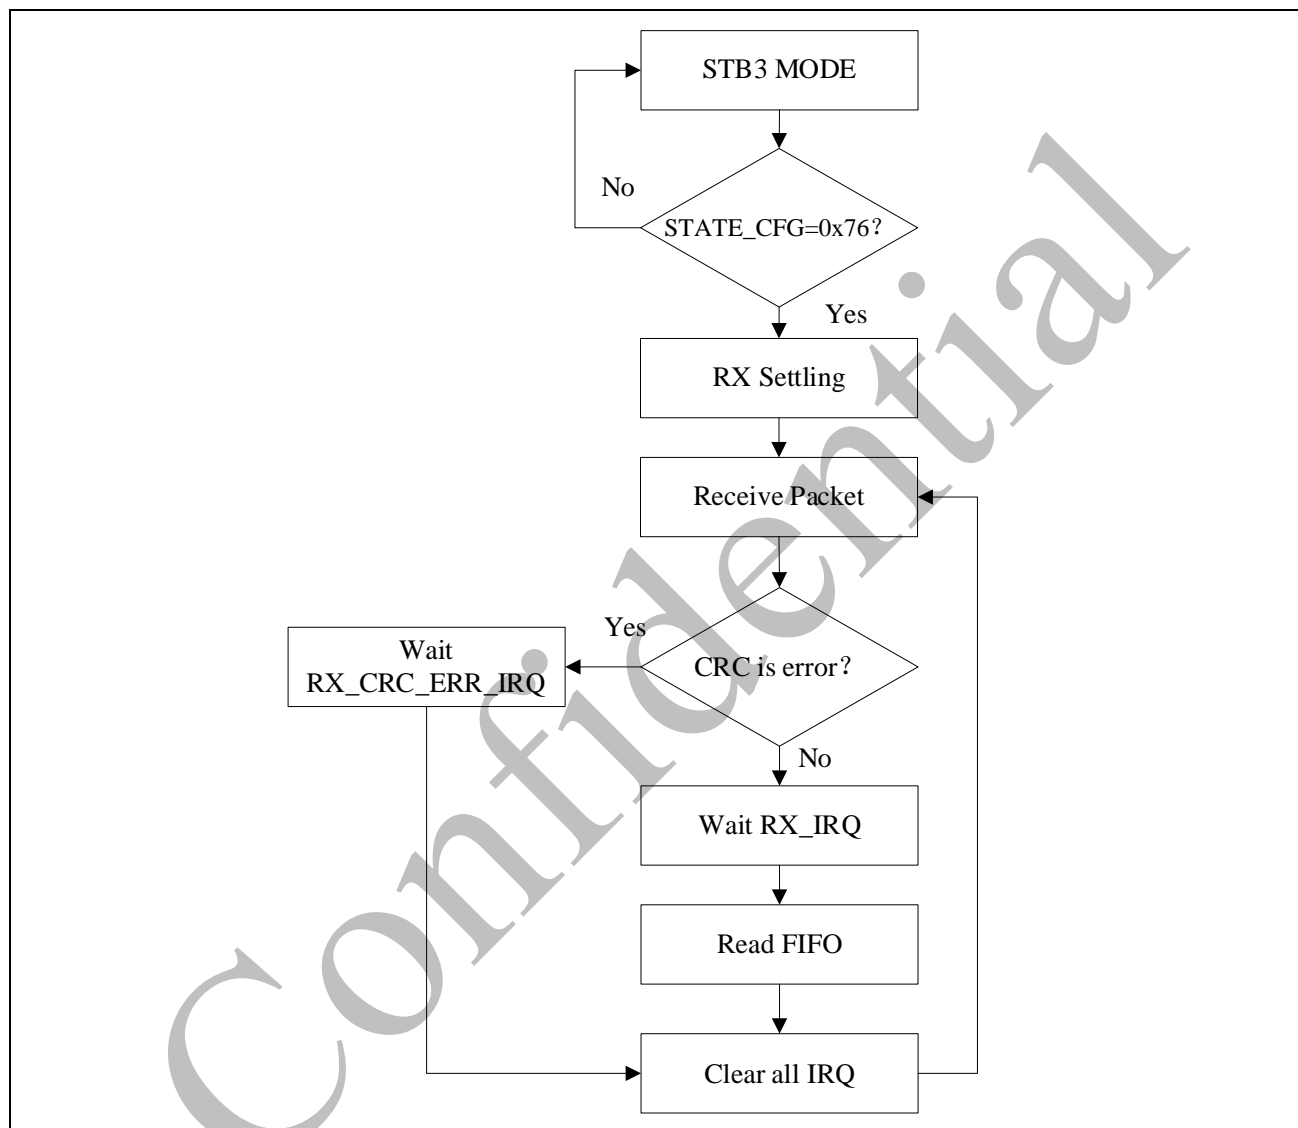 STB3 MODE
No
STATE_CFG=0x76？
Yes
RX Settling
Receive Packet
Yes
Wait
RX_CRC_ERR_IRQ
CRC is error？
No
Wait RX_IRQ
Read FIFO
Clear all IRQ
Confidential